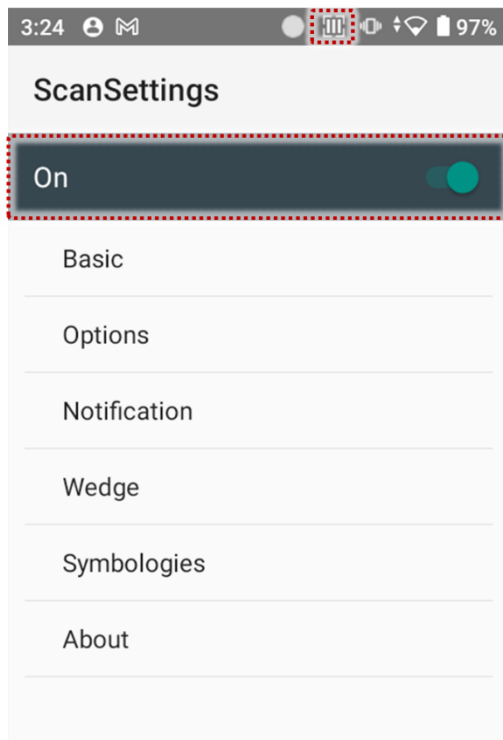 3:24 97%
ScanSettings
On
Basic
Options
Notification
Wedge
Symbologies
About